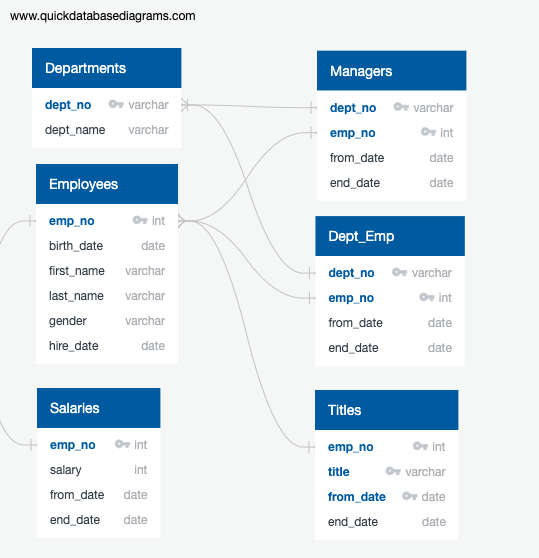 www.quickdatabasediagrams.com
Departments
dept_no varchar
dept_name varchar
Employees
emp_no int
birth_date date
first_name varchar
last_name varchar
gender varchar
hire_date date
Salaries
emp_no int
salary int
from_date date
end_date date
Managers
dept_no varchar
emp_no int
from_date date
end_date date
Dept_Emp
dept_no varchar
emp_no int
from_date date
end_date date
Titles
emp_no int
title varchar
from_date date
end_date date